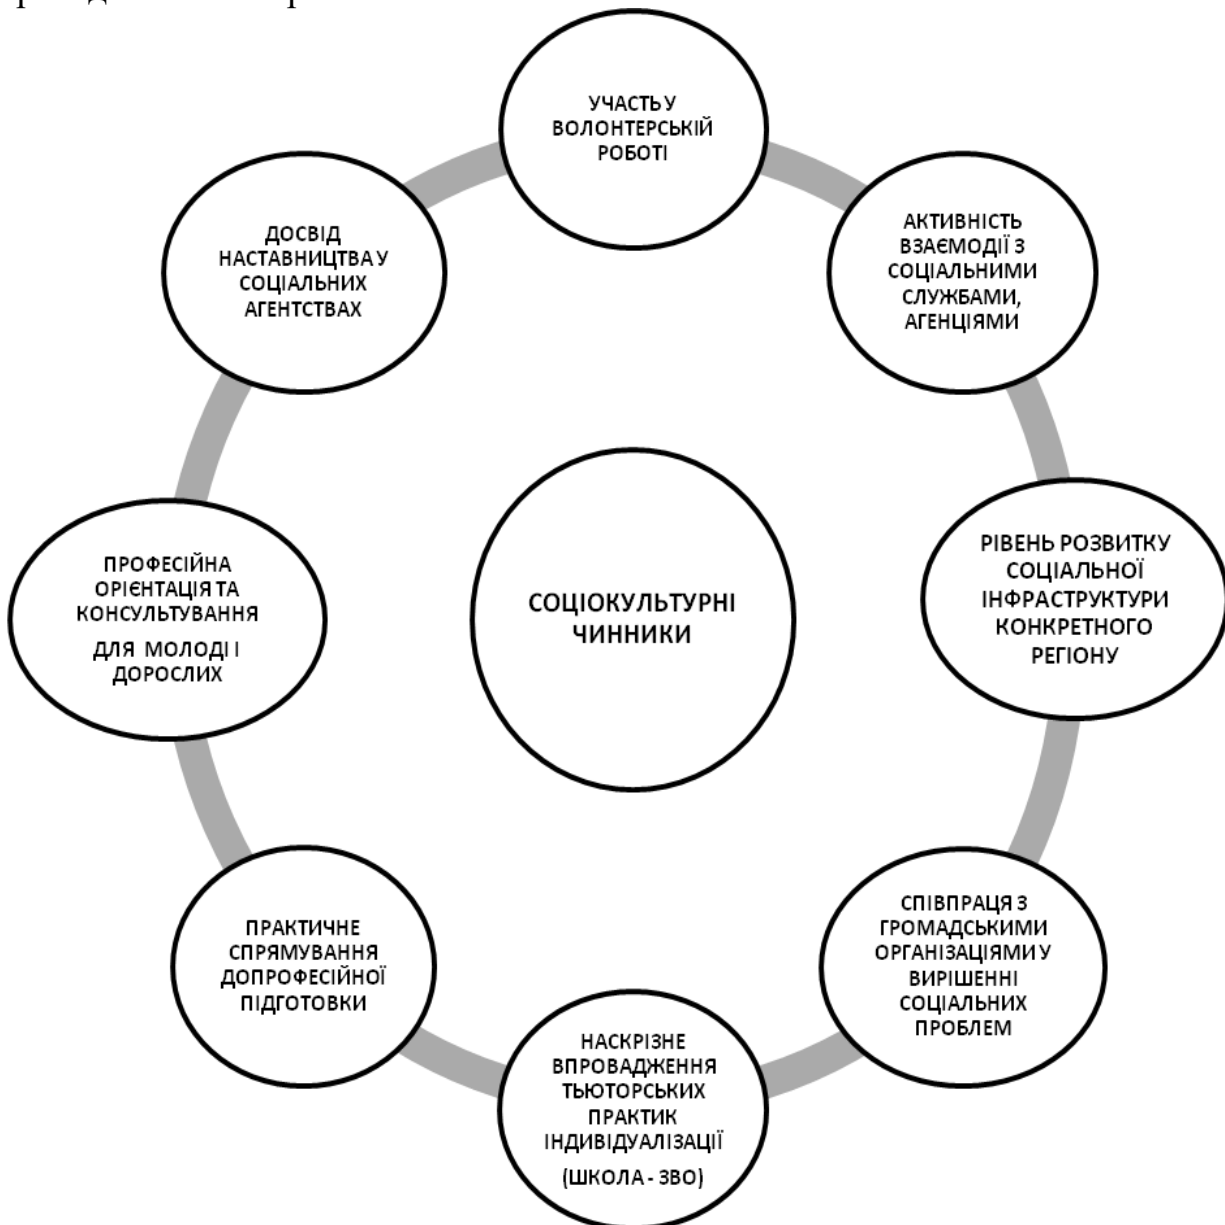 УЧАСТЬ У
ВОЛОНТЕРСЬКІЙ
РОБОТІ
АКТИВНІСТЬ
ВЗАЄМОДІЇ З
СОЦІАЛЬНИМИ
СЛУЖБАМИ,
АГЕНЦІЯМИ
РІВЕНЬ РОЗВИТКУ
СОЦІАЛЬНОЇ
ІНФРАСТРУКТУРИ
КОНКРЕТНОГО
РЕГІОНУ
СПІВПРАЦЯ З
ГРОМАДСЬКИМИ
ОРГАНІЗАЦІЯМИ У
ВИРІШЕННІ
СОЦІАЛЬНИХ
ПРОБЛЕМ
НАСКРІЗНЕ
ВПРОВАДЖЕННЯ
ТЬЮТОРСЬКИХ
ПРАКТИК
ІНДИВІДУАЛІЗАЦІЇ
(ШКОЛА - ЗВО)
ПРАКТИЧНЕ
СПРЯМУВАННЯ
ДОПРОФЕСІЙНОЇ
ПІДГОТОВКИ
ПРОФЕСІЙНА
ОРІЄНТАЦІЯ ТА
КОНСУЛЬТУВАННЯ
ДЛЯ МОЛОДІ І
ДОРОСЛИХ
ДОСВІД
НАСТАВНИЦТВА У
СОЦІАЛЬНИХ
АГЕНТСТВАХ
СОЦІОКУЛЬТУРНІ
ЧИННИКИ